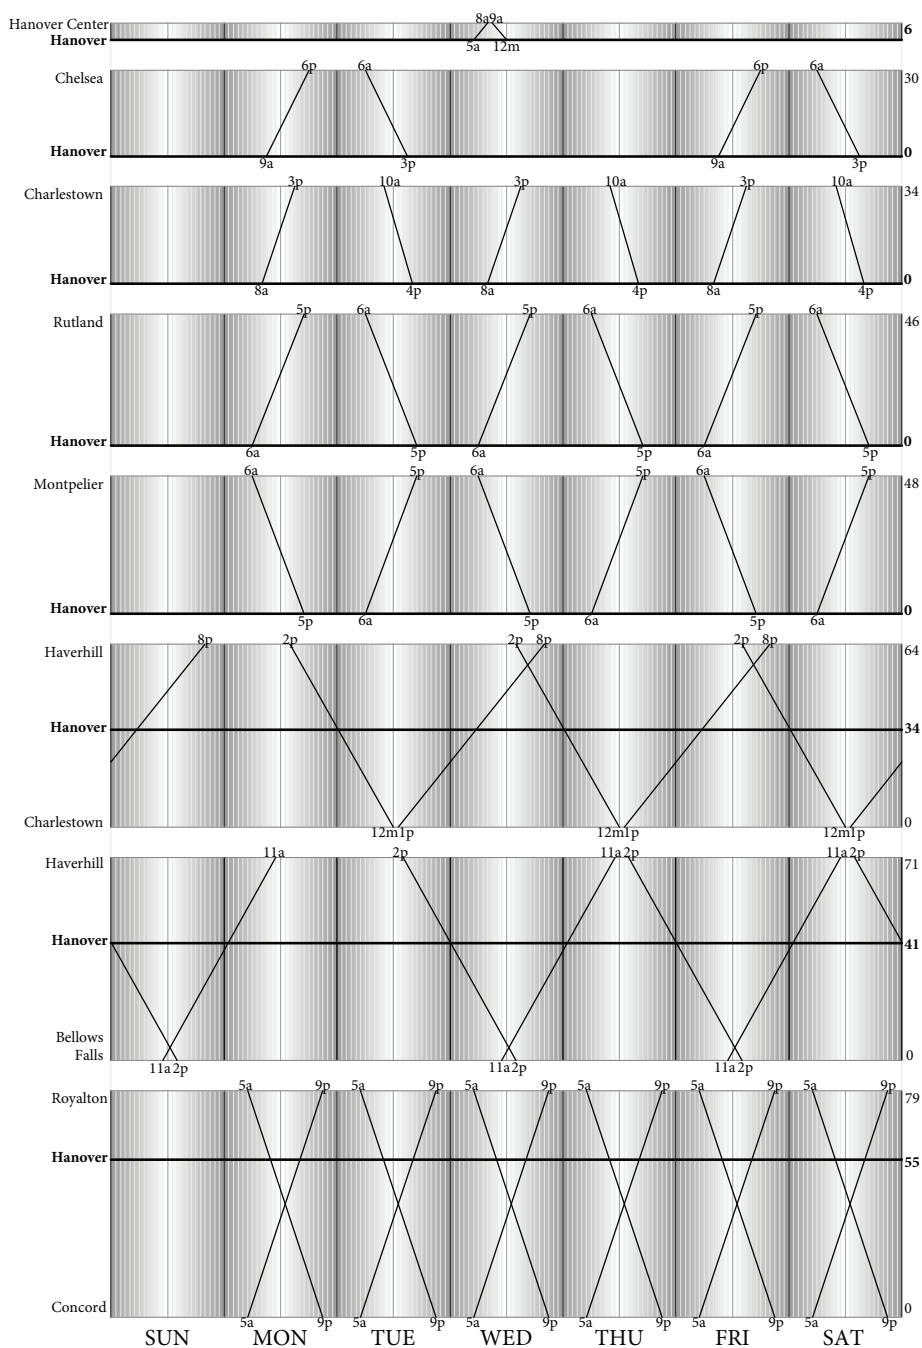 8a9a
Hanover Center 6
Hanover
5a 12m
6p 6a 6p 6a
Chelsea 30
Hanover 0
9a 3p 9a 3p
3p 10a 3p 10a 3p 10a
Charlestown 34
Hanover 0
8a 4p 8a 4p 8a 4p
5p 6a 5p 6a 5p 6a
Rutland 46
Hanover 0
6a 5p 6a 5p 6a 5p
6a 5p 6a 5p 6a 5p
Montpelier 48
Hanover 0
5p 6a 5p 6a 5p 6a
8p 2p 2p 8p 2p 8p
Haverhill 64
Hanover 34
Charlestown 0
12m1p 12m1p 12m1p
11a 2p 11a 2p 11a 2p
Haverhill 71
Hanover 41
Bellows
Falls 0
11a 2p 11a 2p 11a 2p
5a 9p 5a 9p 5a 9p 5a 9p 5a 9p 5a 9p
Royalton 79
Hanover 55
Concord 0
5a 9p 5a 9p 5a 9p 5a 9p 5a 9p 5a 9p
SUN MON TUE WED THU FRI SAT